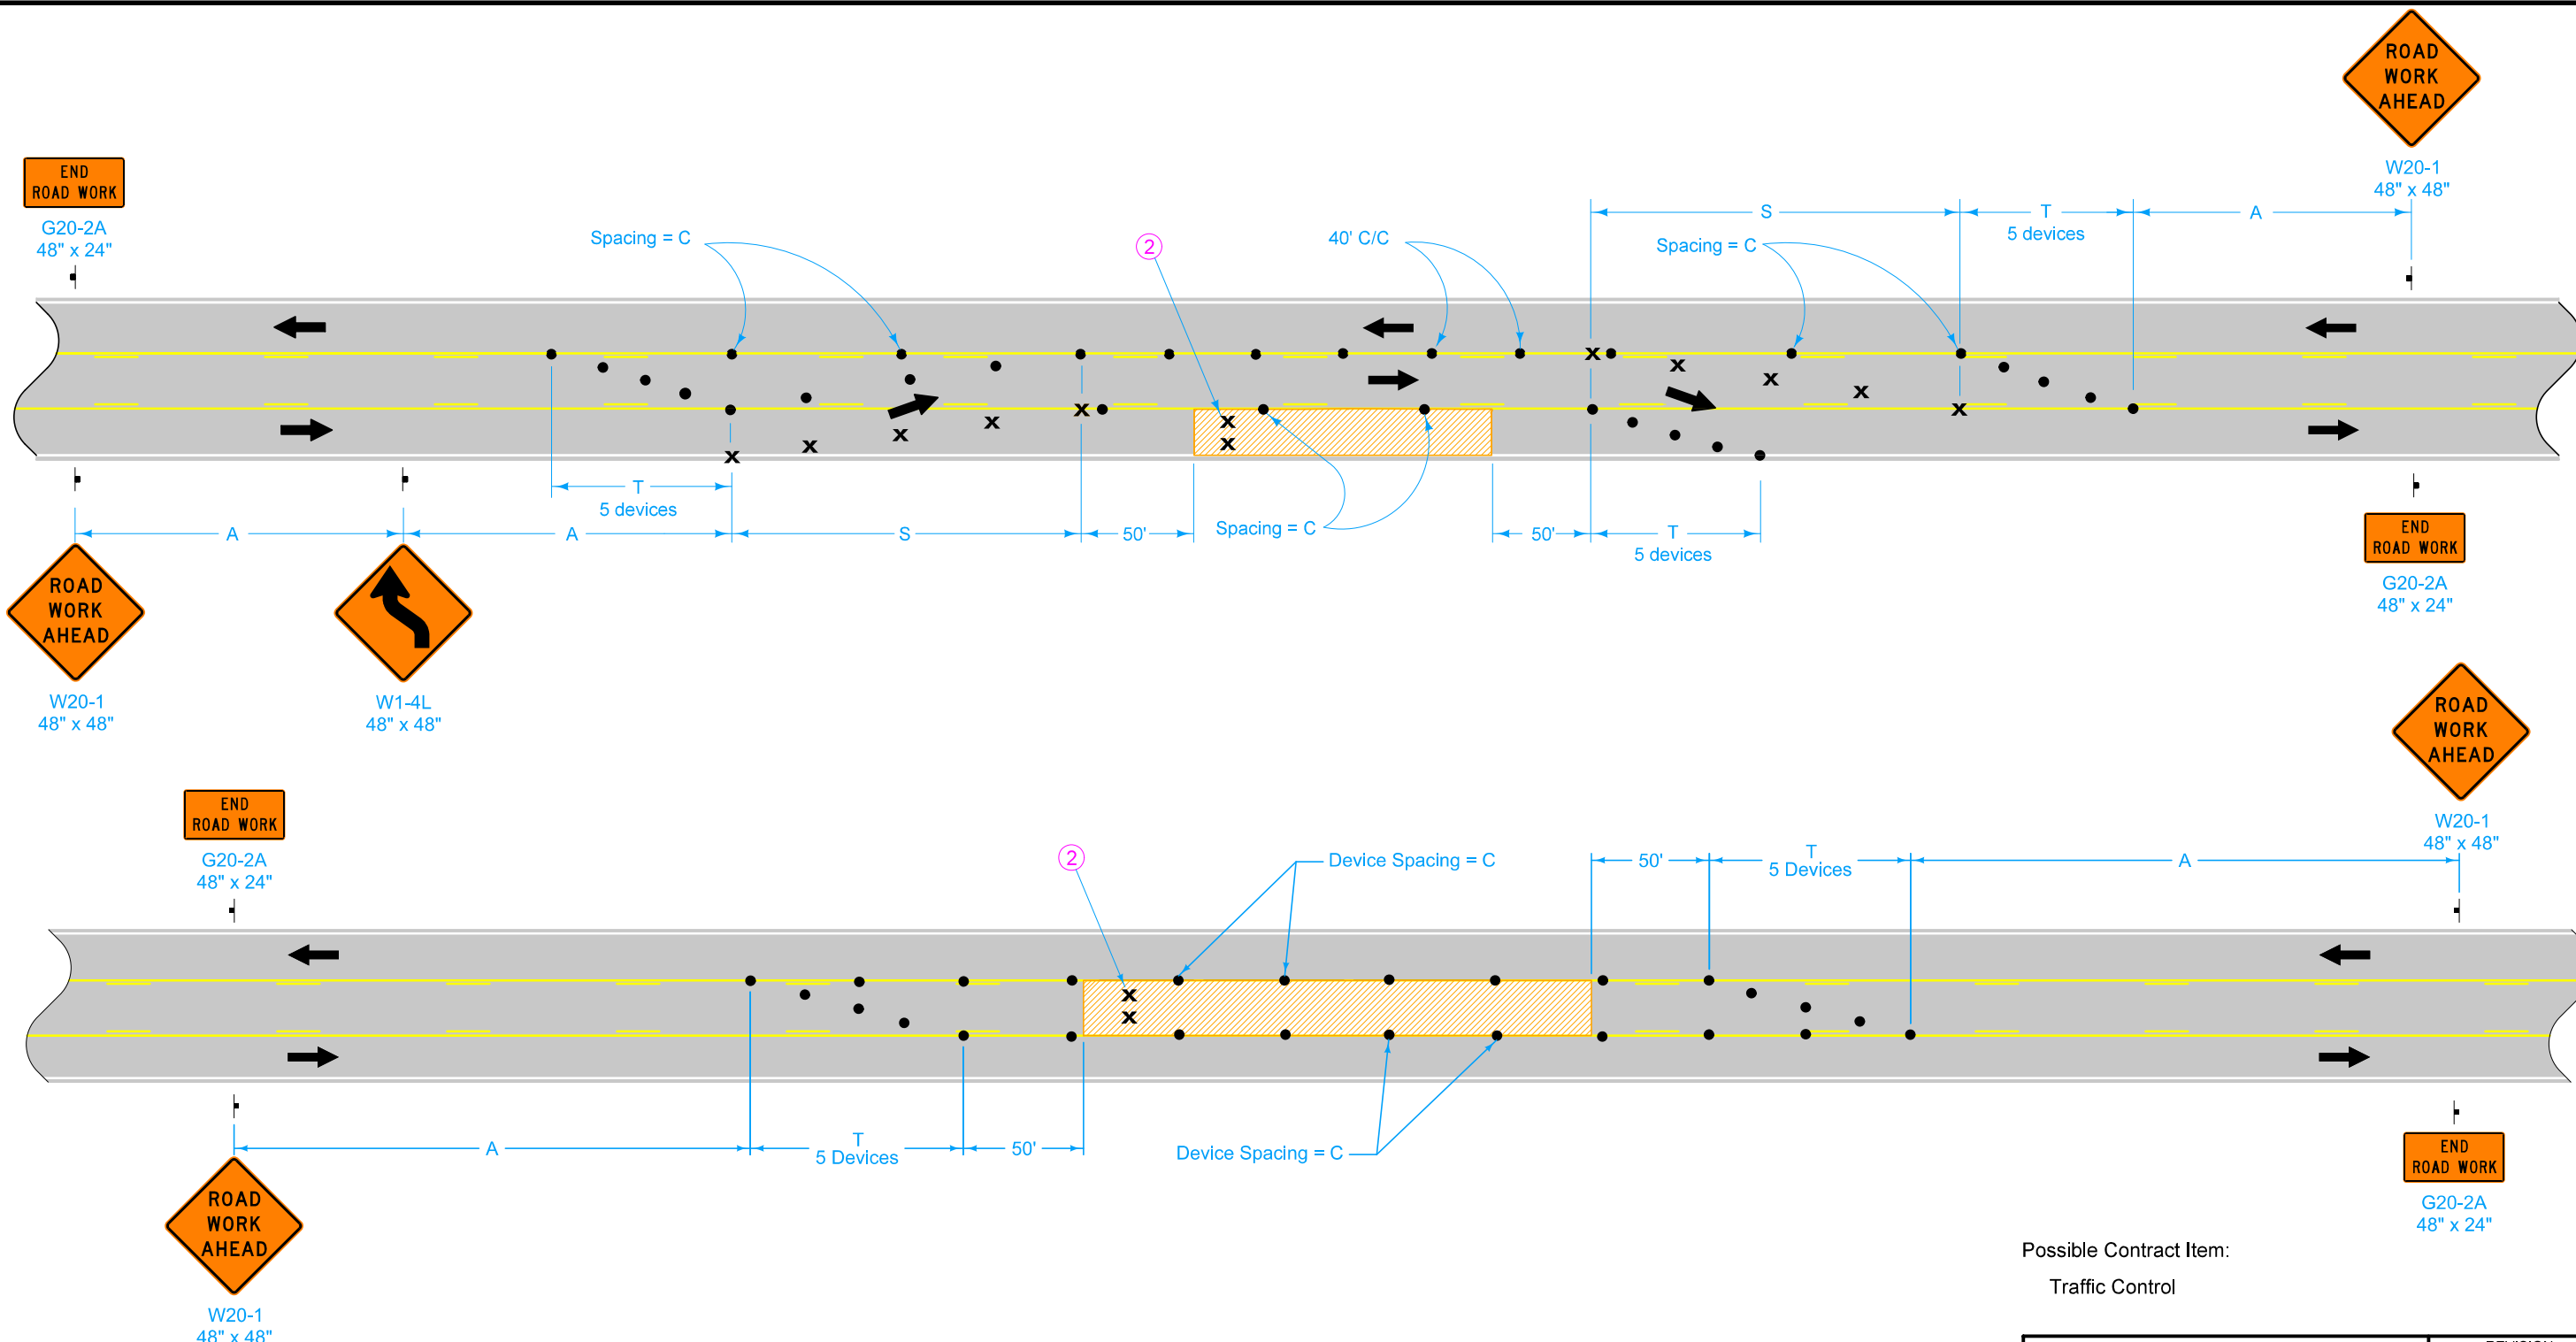 ROAD
WORK
AHEAD
W20-1
48" x 48"
END
ROAD WORK
G20-2A
48" x 24"
Spacing = C
2
40' C/C
Spacing = C
S
T
5 devices
A
T
5 devices
A
A
S
50'
Spacing = C
50'
T
5 devices
END
ROAD WORK
G20-2A
48" x 24"
ROAD
WORK
AHEAD
W20-1
48" x 48"
W1-4L
48" x 48"
ROAD
WORK
AHEAD
W20-1
48" x 48"
END
ROAD WORK
G20-2A
48" x 24"
2
Device Spacing = C
50'
T
5 Devices
A
A
T
5 Devices
50'
Device Spacing = C
END
ROAD WORK
G20-2A
48" x 24"
ROAD
WORK
AHEAD
W20-1
48" x 48"
Possible Contract Item:
Traffic Control
REVISION